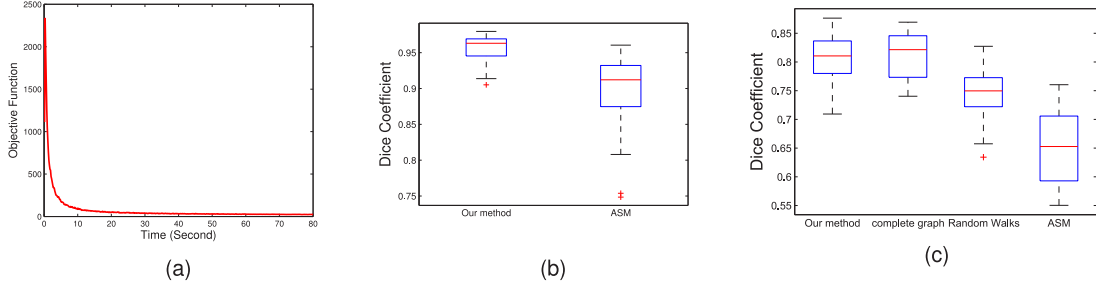 Objective Function
2500
2000
1500
1000
500
0
0 10 20 30 40 50 60 70 80
Time (Second)
(a)
Dice Coefficient
0.95
0.9
0.85
0.8
0.75
Our method ASM
(b)
Dice Coefficient
0.85
0.8
0.75
0.7
0.65
0.6
0.55
Our method complete graph Random Walks ASM
(c)